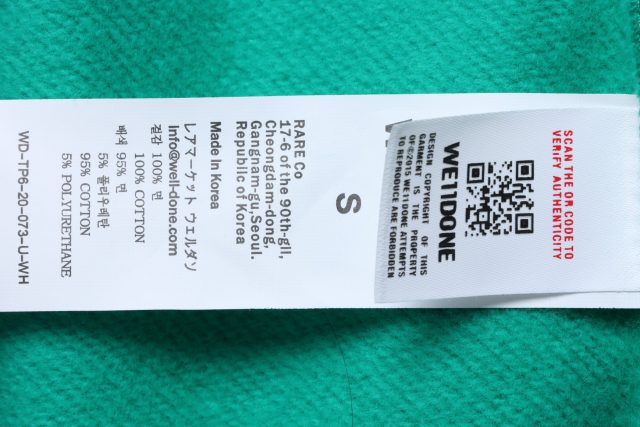 SCAN THE QR CODE TO
VERIFY AUTHENTICITY
WE11DONE
DESIGN COPYRIGHT OF THIS
GARMENT IS THE PROPERTY
OF©2015 WE11DONE ATTEMPTS
TO REPRODUCE ARE FORBIDDEN
S
RARE Co
17-6 of the 90th-gil,
Cheongdam-dong,
Gangnam-gu,Seoul.
Republic of Korea
Made In Korea
レアマーケット ウェルダン
Info@well-done.com
겉감 100% 면
100% COTTON
배색 95% 면
5% 폴리우레탄
95% COTTON
5% POLYURETHANE
WD-TP6-20-073-U-WH